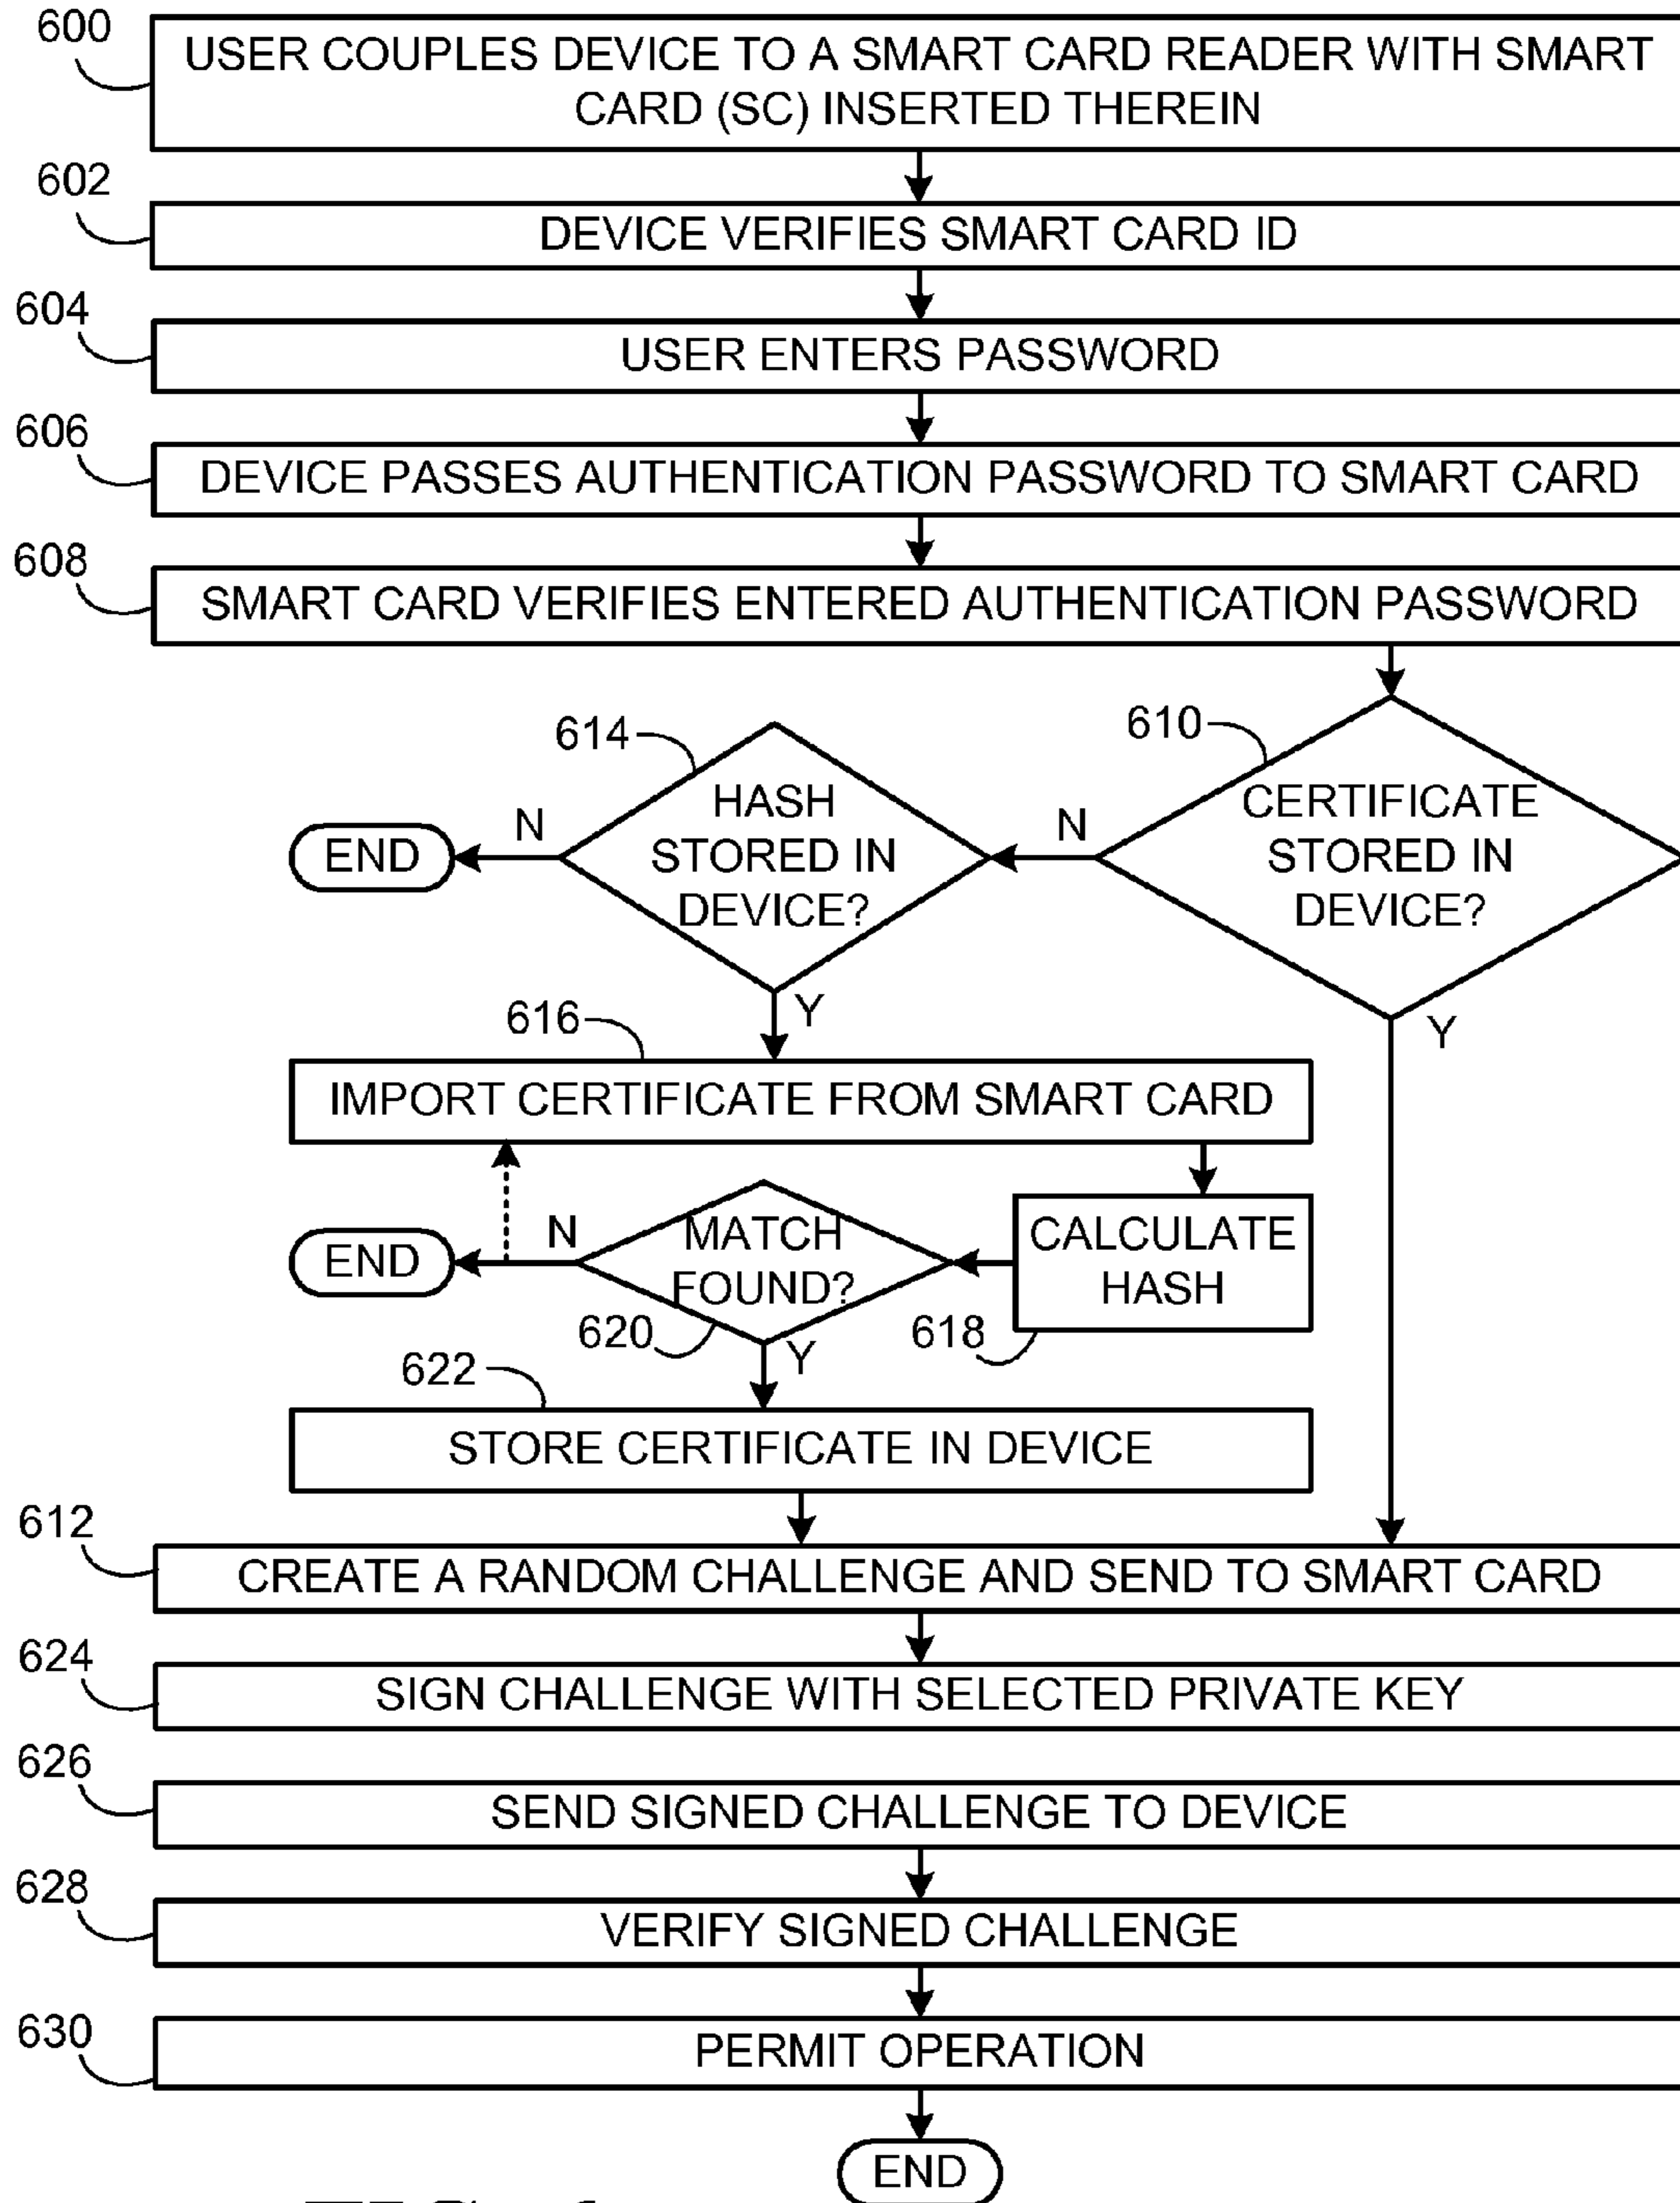 600
USER COUPLES DEVICE TO A SMART CARD READER WITH SMART
CARD (SC) INSERTED THEREIN
602
DEVICE VERIFIES SMART CARD ID
604
USER ENTERS PASSWORD
606
DEVICE PASSES AUTHENTICATION PASSWORD TO SMART CARD
608
SMART CARD VERIFIES ENTERED AUTHENTICATION PASSWORD
614
610
HASH
STORED IN
DEVICE?
CERTIFICATE
STORED IN
DEVICE?
N
N
END
Y
Y
616
IMPORT CERTIFICATE FROM SMART CARD
END
N
MATCH
FOUND?
CALCULATE
HASH
620
618
Y
622
STORE CERTIFICATE IN DEVICE
612
CREATE A RANDOM CHALLENGE AND SEND TO SMART CARD
624
SIGN CHALLENGE WITH SELECTED PRIVATE KEY
626
SEND SIGNED CHALLENGE TO DEVICE
628
VERIFY SIGNED CHALLENGE
630
PERMIT OPERATION
END